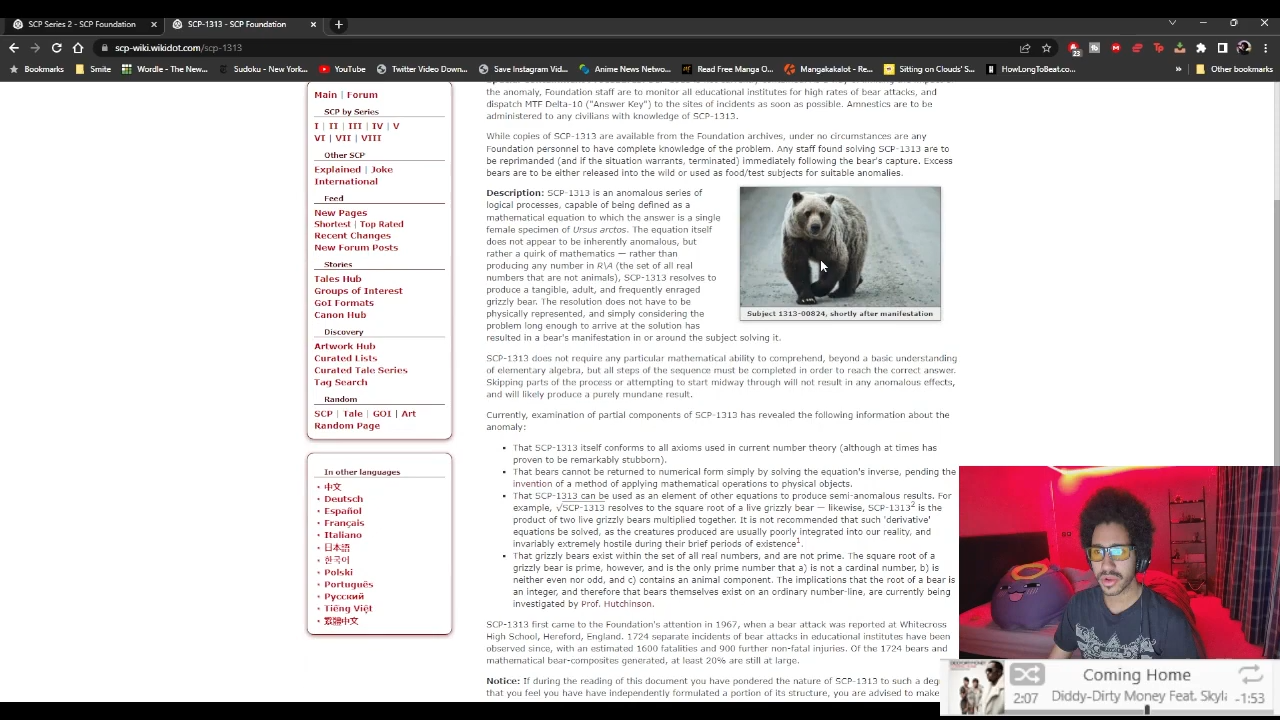 SCP Series 2 - SCP Foundation
SCP-1313 - SCP Foundation
scp-wiki.wikidot.com/scp-1313
23
Bookmarks
Smite
Wordle - The New...
Sudoku - New York...
YouTube
Twitter Video Down...
Save Instagram Vid...
Anime News Networ...
Read Free Manga O...
Mangakakalot - Re...
Sitting on Clouds' S...
HowLongToBeat.co...
Other bookmarks
Main | Forum
SCP by Series
I | II | III | IV | V
VI | VII | VIII
Other SCP
Explained | Joke
International
Feed
New Pages
Shortest | Top Rated
Recent Changes
New Forum Posts
Stories
Tales Hub
Groups of Interest
GoI Formats
Canon Hub
Discovery
Artwork Hub
Curated Lists
Curated Tale Series
Tag Search
Random
SCP | Tale | GOI | Art
Random Page
In other languages
中文
Deutsch
Español
Français
Italiano
日本語
한국어
Polski
Português
Русский
Tiếng Việt
繁體中文
the anomaly, Foundation staff are to monitor all educational institutes for high rates of bear attacks, and
dispatch MTF Delta-10 ("Answer Key") to the sites of incidents as soon as possible. Amnestics are to be
administered to any civilians with knowledge of SCP-1313.
While copies of SCP-1313 are available from the Foundation archives, under no circumstances are any
Foundation personnel to have complete knowledge of the problem. Any staff found solving SCP-1313 are to
be reprimanded (and if the situation warrants, terminated) immediately following the bear's capture. Excess
bears are to be either released into the wild or used as food/test subjects for suitable anomalies.
Description: SCP-1313 is an anomalous series of
logical processes, capable of being defined as a
mathematical equation to which the answer is a single
female specimen of Ursus arctos. The equation itself
does not appear to be inherently anomalous, but
rather a quirk of mathematics — rather than
producing any number in R\A (the set of all real
numbers that are not animals), SCP-1313 resolves to
produce a tangible, adult, and frequently enraged
grizzly bear. The resolution does not have to be
physically represented, and simply considering the
problem long enough to arrive at the solution has
resulted in a bear's manifestation in or around the subject solving it.
Subject 1313-00824, shortly after manifestation
SCP-1313 does not require any particular mathematical ability to comprehend, beyond a basic understanding
of elementary algebra, but all steps of the sequence must be completed in order to reach the correct answer.
Skipping parts of the process or attempting to start midway through will not result in any anomalous effects,
and will likely produce a purely mundane result.
Currently, examination of partial components of SCP-1313 has revealed the following information about the
anomaly:
• That SCP-1313 itself conforms to all axioms used in current number theory (although at times has
proven to be remarkably stubborn).
• That bears cannot be returned to numerical form simply by solving the equation's inverse, pending the
invention of a method of applying mathematical operations to physical objects.
• That SCP-1313 can be used as an element of other equations to produce semi-anomalous results. For
example, √SCP-1313 resolves to the square root of a live grizzly bear — likewise, SCP-1313² is the
product of two live grizzly bears multiplied together. It is not recommended that such 'derivative'
equations be solved, as the creatures produced are usually poorly integrated into our reality, and
invariably extremely hostile during their brief periods of existence¹.
• That grizzly bears exist within the set of all real numbers, and are not prime. The square root of a
grizzly bear is prime, however, and is the only prime number that a) is not a cardinal number, b) is
neither even nor odd, and c) contains an animal component. The implications that the root of a bear is
an integer, and therefore that bears themselves exist on an ordinary number-line, are currently being
investigated by Prof. Hutchinson.
SCP-1313 first came to the Foundation's attention in 1967, when a bear attack was reported at Whitecross
High School, Hereford, England. 1724 separate incidents of bear attacks in educational institutes have been
observed since, with an estimated 1600 fatalities and 900 further non-fatal injuries. Of the 1724 bears and
mathematical bear-composites generated, at least 20% are still at large.
Notice: If during the reading of this document you have pondered the nature of SCP-1313 to such a deg
that you feel you have have independently formulated a portion of its structure, you are advised to make
Coming Home
2:07
Diddy-Dirty Money Feat. Skyla
-1:53